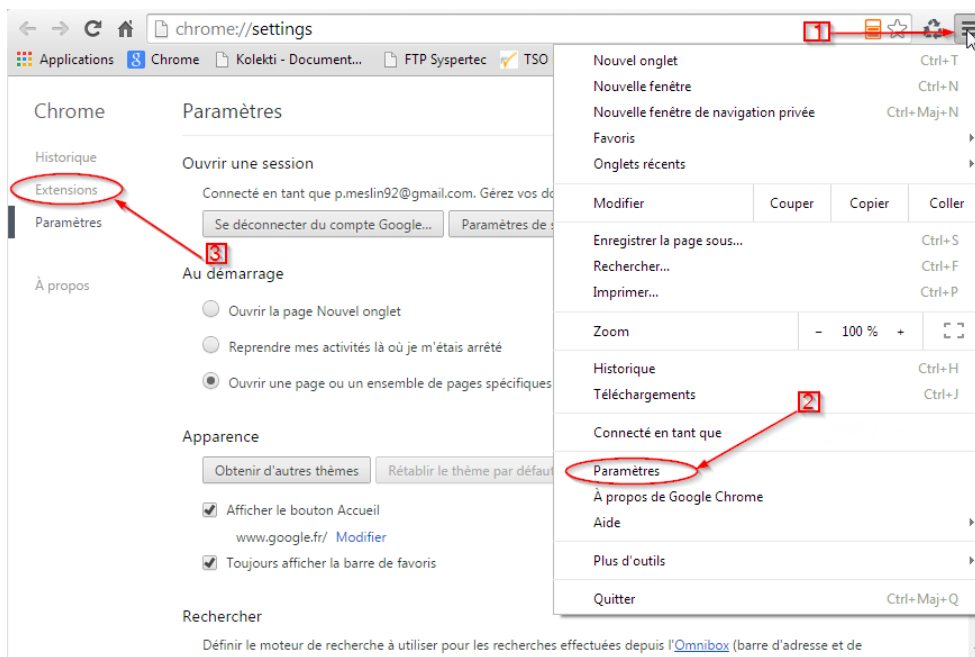 chrome://settings
1
Applications Chrome Kolekti - Document... FTP Syspertec TSO
Chrome
Historique
Extensions
Paramètres
À propos
Paramètres
Ouvrir une session
Connecté en tant que p.meslin92@gmail.com. Gérez vos do
Se déconnecter du compte Google... Paramètres de s
3
Au démarrage
Ouvrir la page Nouvel onglet
Reprendre mes activités là où je m'étais arrêté
Ouvrir une page ou un ensemble de pages spécifiques
Apparence
Obtenir d'autres thèmes Rétablir le thème par défaut
Afficher le bouton Accueil
www.google.fr/ Modifier
Toujours afficher la barre de favoris
Rechercher
Définir le moteur de recherche à utiliser pour les recherches effectuées depuis l'Omnibox (barre d'adresse et de
Nouvel onglet Ctrl+T
Nouvelle fenêtre Ctrl+N
Nouvelle fenêtre de navigation privée Ctrl+Maj+N
Favoris
Onglets récents
Modifier Couper Copier Coller
Enregistrer la page sous... Ctrl+S
Rechercher... Ctrl+F
Imprimer... Ctrl+P
Zoom - 100 % +
Historique Ctrl+H
Téléchargements Ctrl+J
2
Connecté en tant que
Paramètres
À propos de Google Chrome
Aide
Plus d'outils
Quitter Ctrl+Maj+Q